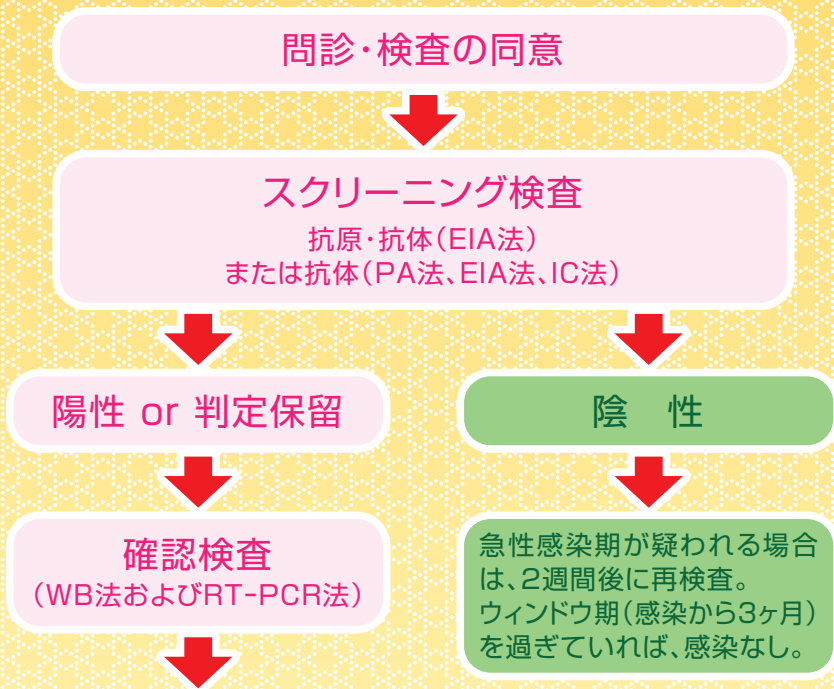 問診・検査の同意
スクリーニング検査
抗原・抗体(EIA法)
または抗体(PA法、EIA法、IC法)
陽性 or 判定保留
陰　性
確認検査
(WB法およびRT-PCR法)
急性感染期が疑われる場合
は、2週間後に再検査。
ウィンドウ期(感染から3ヶ月)
を過ぎていれば、感染なし。